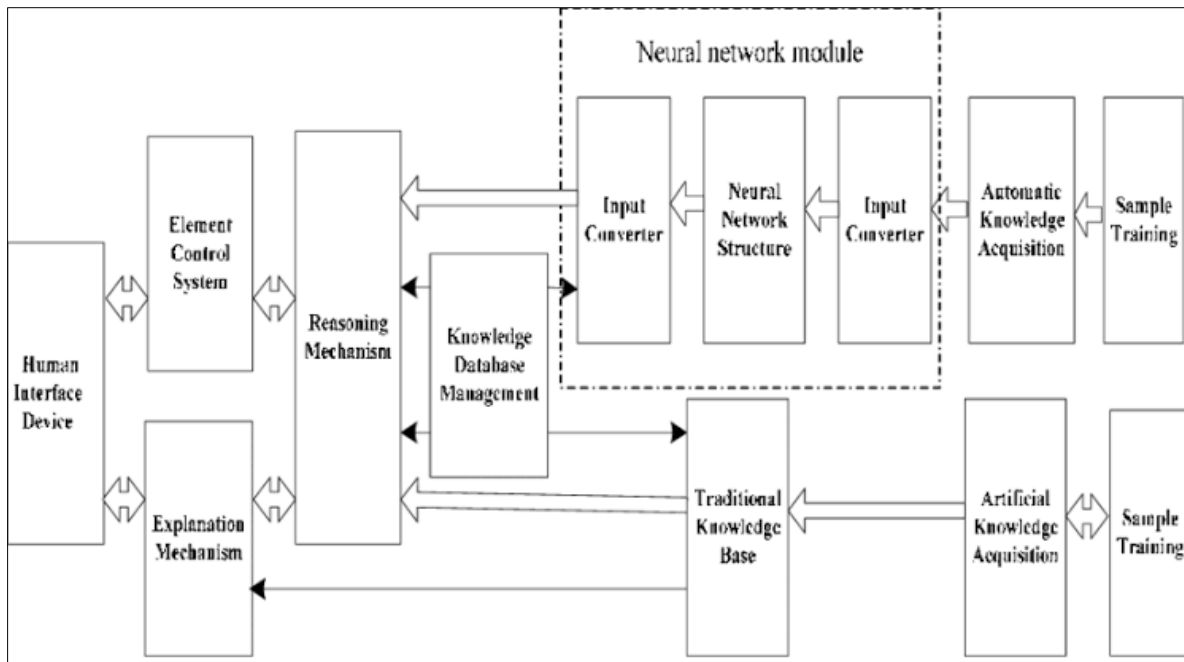 Neural network module
Element
Control
System
Reasoning
Mechanism
Input
Converter
Neural
Network
Structure
Input
Converter
Automatic
Knowledge
Acquisition
Sample
Training
Human
Interface
Device
Knowledge
Database
Management
Explanation
Mechanism
Traditional
Knowledge
Base
Artificial
Knowledge
Acquisition
Sample
Training